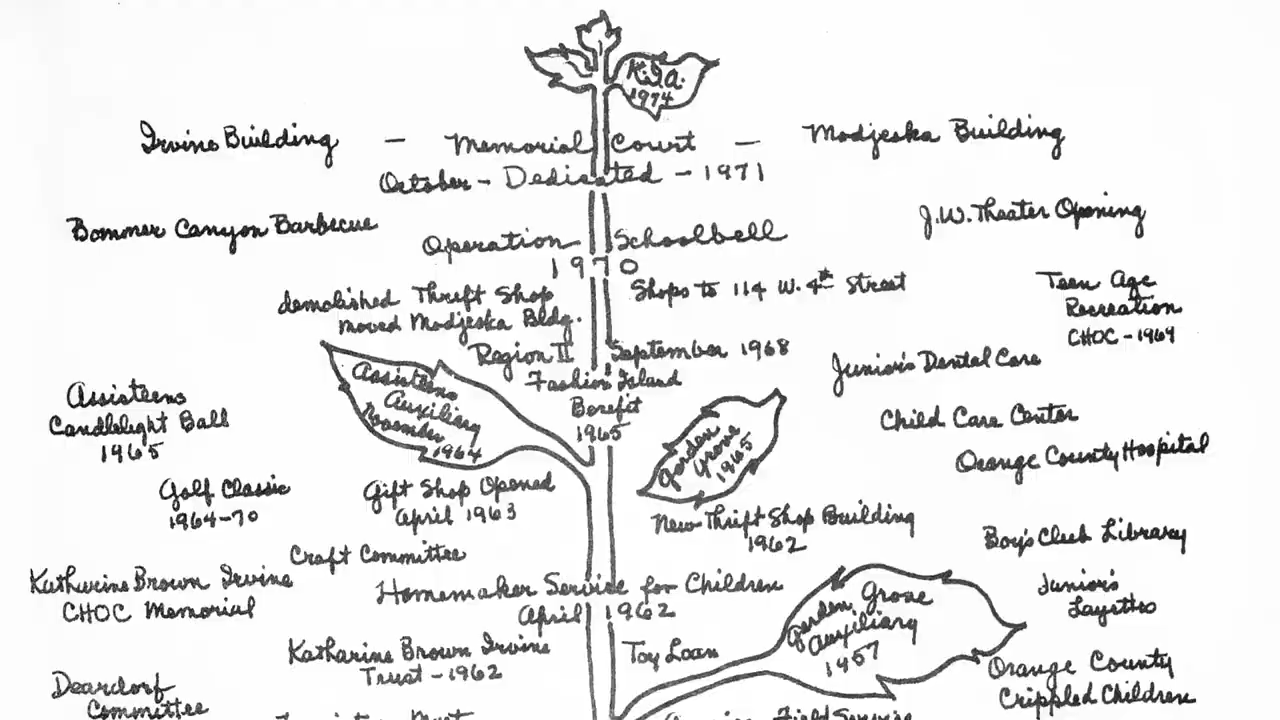 K.I.A.
1974
Irvine Building - Memorial Court - Modjeska Building
October - Dedicated - 1971
Bommer Canyon Barbecue
J.W. Theater Opening
Operation Schoolbell
1970
demolished Thrift Shop
moved Modjeska Bldg.
Shops to 114 W. 4th Street
Teen Age
Recreation
CHOC - 1964
Region II September 1968
Fashion Island
Benefit
1965
Junior's Dental Care
Assisteens
Auxiliary
November 1964
Assisteens
Candlelight Ball
1965
Garden
Grove
1965
Child Care Center
Orange County Hospital
Golf Classic
1964-70
Gift Shop Opened
April 1963
New Thrift Shop Building
1962
Boy's Club Library
Craft Committee
Katharine Brown Irvine
CHOC Memorial
Homemaker Service for Children
April 1962
Junior's
Layettes
Garden Grove
Auxiliary
1957
Katharine Brown Irvine
Trust - 1962
Toy Loan
Orange County
Crippled Children
Deardorf
Committee
Field Service